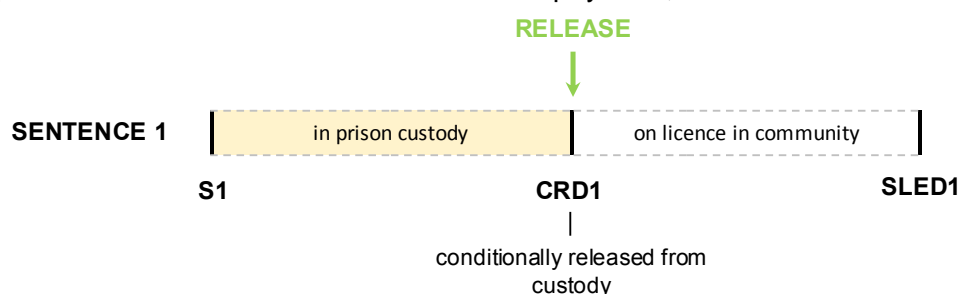 RELEASE
SENTENCE 1
in prison custody
on licence in community
S1
CRD1
SLED1
conditionally released from
custody